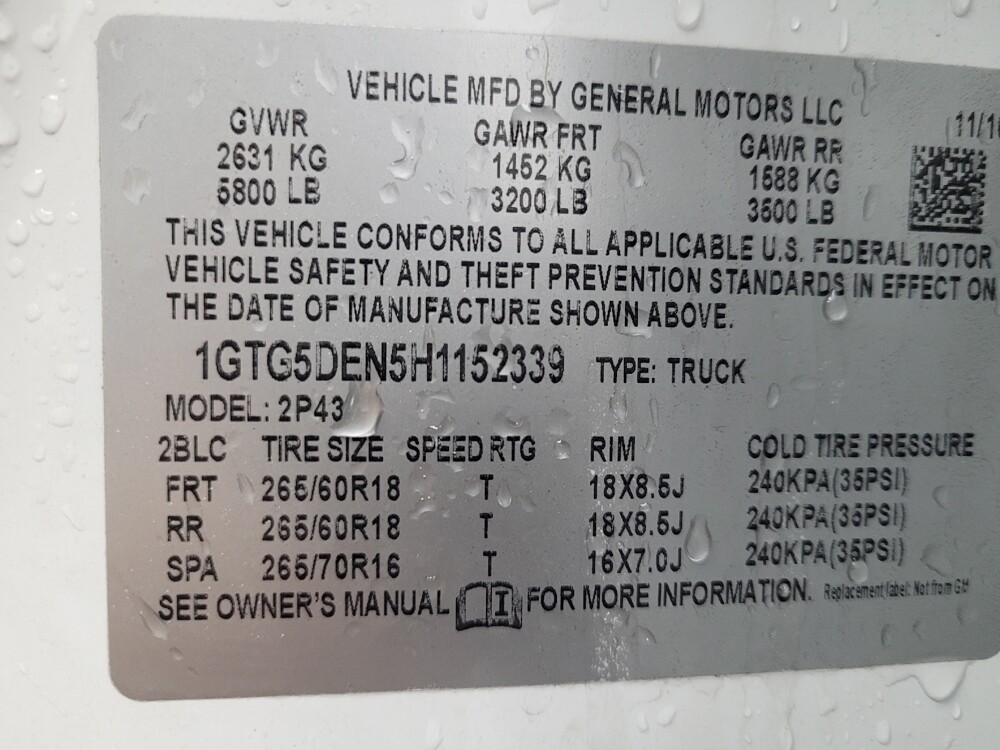 VEHICLE MFD BY GENERAL MOTORS LLC
GVWR GAWR FRT GAWR RR 11/1
2631 KG 1452 KG 1588 KG
5800 LB 3200 LB 3500 LB
THIS VEHICLE CONFORMS TO ALL APPLICABLE U.S. FEDERAL MOTOR
VEHICLE SAFETY AND THEFT PREVENTION STANDARDS IN EFFECT ON
THE DATE OF MANUFACTURE SHOWN ABOVE.
1GTG5DEN5H1152339 TYPE: TRUCK
MODEL: 2P43
2BLC TIRE SIZE SPEED RTG RIM COLD TIRE PRESSURE
FRT 265/60R18 T 18X8.5J 240KPA(35PSI)
RR 265/60R18 T 18X8.5J 240KPA(35PSI)
SPA 265/70R16 T 16X7.0J 240KPA(35PSI)
SEE OWNER'S MANUAL FOR MORE INFORMATION. Replacement label: Not from GM